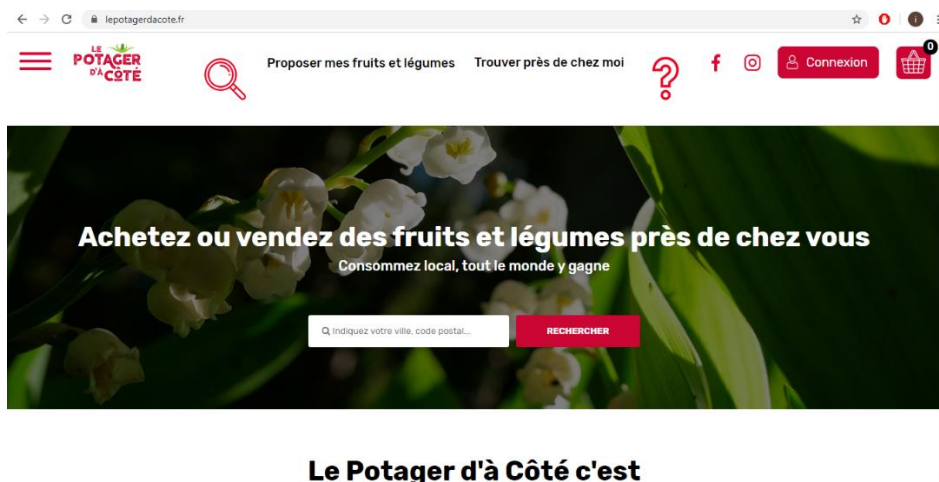 lepotagerdacote.fr
LE
POTAGER
D'À CÔTÉ
Proposer mes fruits et légumes
Trouver près de chez moi
?
f
Connexion
0
i
Achetez ou vendez des fruits et légumes près de chez vous
Consommez local, tout le monde y gagne
Indiquez votre ville, code postal...
RECHERCHER
Le Potager d'à Côté c'est